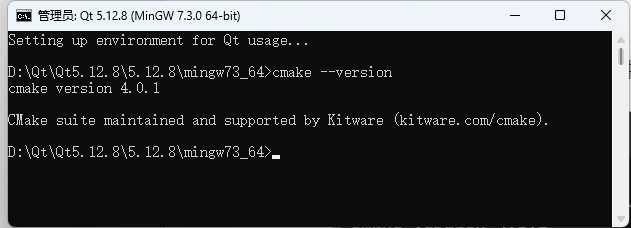 管理员: Qt 5.12.8 (MinGW 7.3.0 64-bit)
Setting up environment for Qt usage...
D:\Qt\Qt5.12.8\5.12.8\mingw73_64>cmake --version
cmake version 4.0.1
CMake suite maintained and supported by Kitware (kitware.com/cmake).
D:\Qt\Qt5.12.8\5.12.8\mingw73_64>